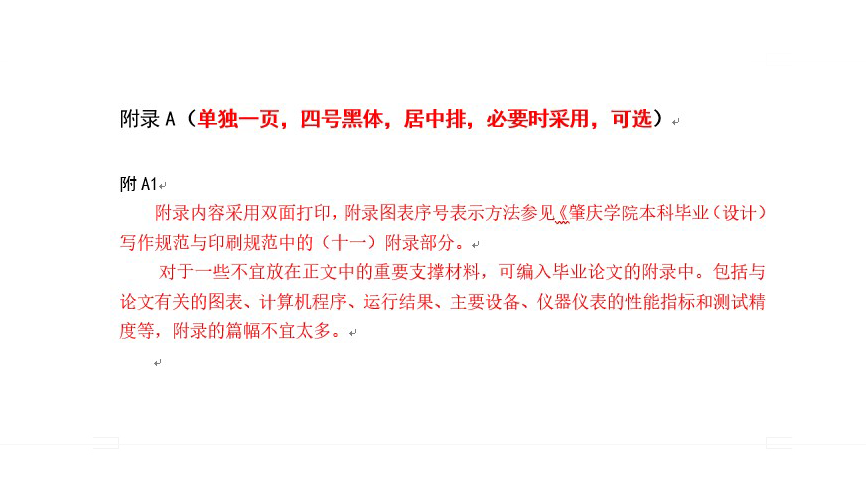 附录 A（单独一页，四号黑体，居中排，必要时采用，可选）
附 A1
附录内容采用双面打印，附录图表序号表示方法参见《肇庆学院本科毕业（设计）
写作规范与印刷规范中的（十一）附录部分。
对于一些不宜放在正文中的重要支撑材料，可编入毕业论文的附录中。包括与
论文有关的图表、计算机程序、运行结果、主要设备、仪器仪表的性能指标和测试精
度等，附录的篇幅不宜太多。